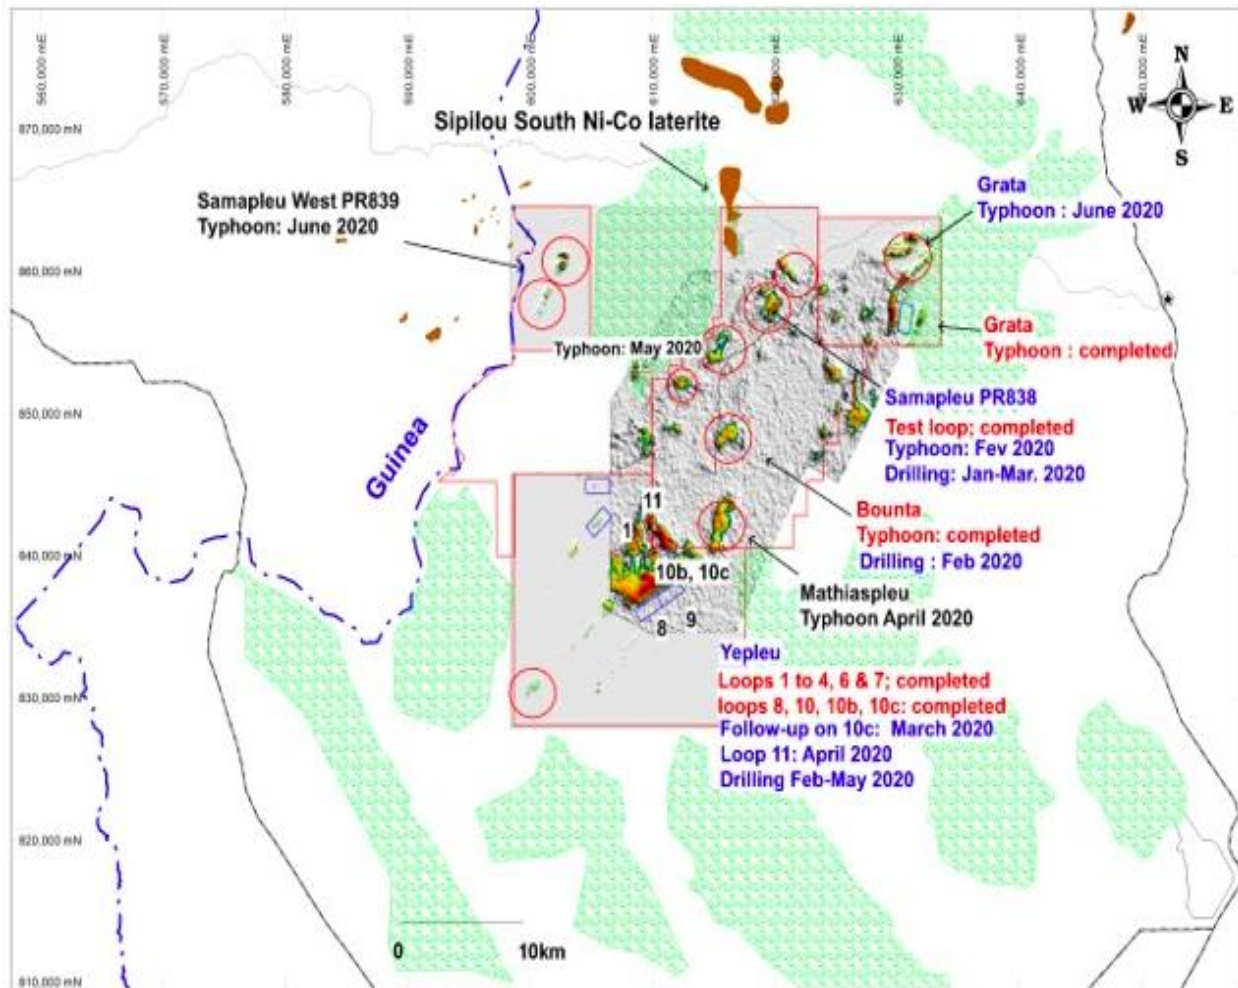 560,000 mE
570,000 mE
580,000 mE
600,000 mE
610,000 mE
640,000 mE
N
W
E
S
870,000 mN
Sipilou South Ni-Co laterite
Samapleu West PR839
Typhoon: June 2020
Grata
Typhoon : June 2020
860,000 mN
Grata
Typhoon : completed
Typhoon: May 2020
850,000 mN
Samapleu PR838
Test loop; completed
Typhoon: Fev 2020
Drilling: Jan-Mar. 2020
Guinea
Bounta
Typhoon: completed
Drilling : Feb 2020
11
1
840,000 mN
10b, 10c
Mathiaspleu
Typhoon April 2020
8
9
Yepleu
Loops 1 to 4, 6 & 7; completed
loops 8, 10, 10b, 10c: completed
Follow-up on 10c: March 2020
Loop 11: April 2020
Drilling Feb-May 2020
830,000 mN
820,000 mN
0
10km
810,000 mN